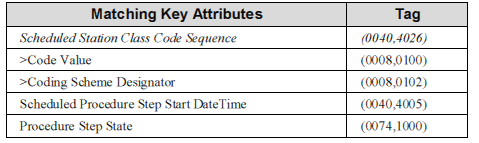 Matching Key Attributes Tag
Scheduled Station Class Code Sequence (0040,4026)
>Code Value (0008,0100)
>Coding Scheme Designator (0008,0102)
Scheduled Procedure Step Start DateTime (0040,4005)
Procedure Step State (0074,1000)